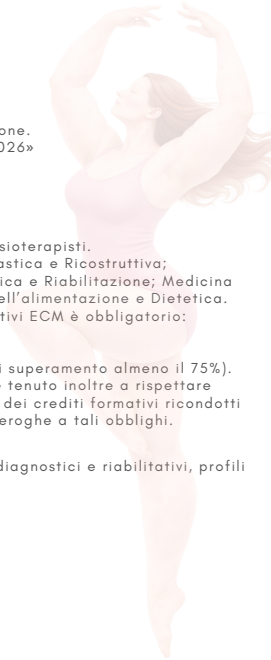 one.
026»
sioterapisti.
astica e Ricostruttiva;
ica e Riabilitazione; Medicina
ell'alimentazione e Dietetica.
tivi ECM è obbligatorio:
i superamento almeno il 75%).
tenuto inoltre a rispettare
dei crediti formativi ricondotti
eroghe a tali obblighi.
diagnostici e riabilitativi, profili